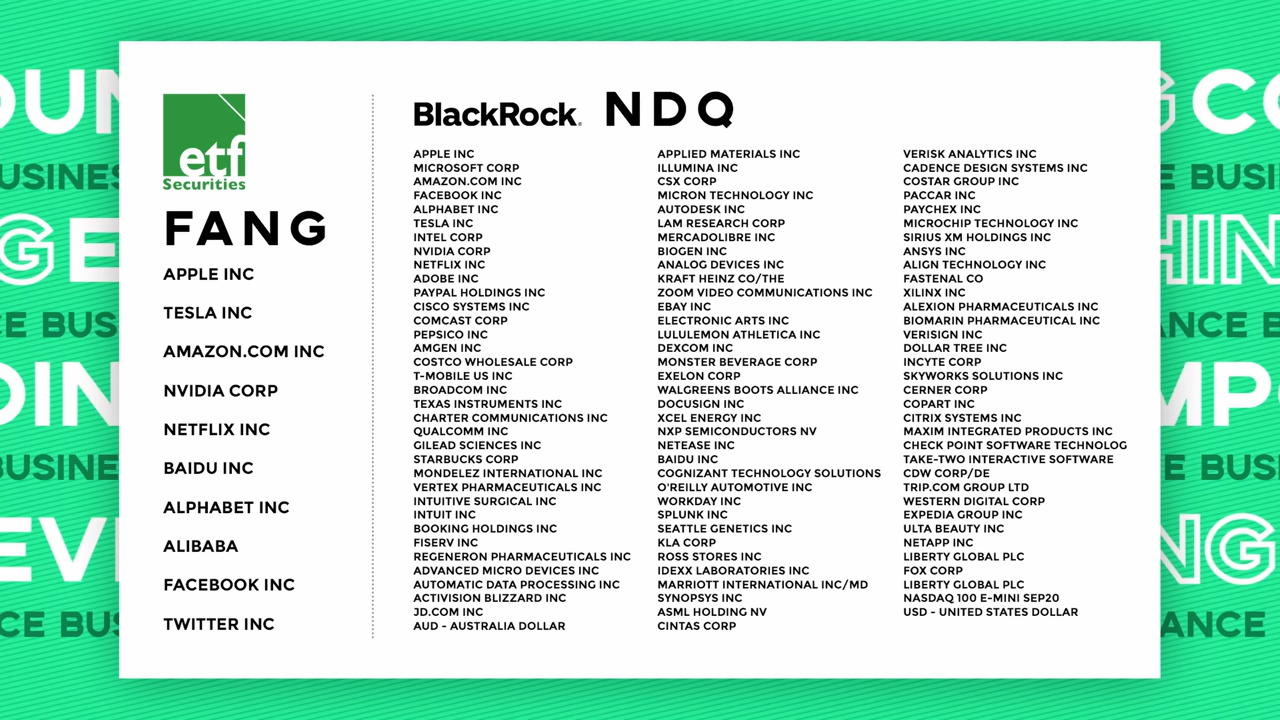 etf
Securities
FANG
APPLE INC
TESLA INC
AMAZON.COM INC
NVIDIA CORP
NETFLIX INC
BAIDU INC
ALPHABET INC
ALIBABA
FACEBOOK INC
TWITTER INC
BlackRock. NDQ
APPLE INC
MICROSOFT CORP
AMAZON.COM INC
FACEBOOK INC
ALPHABET INC
TESLA INC
INTEL CORP
NVIDIA CORP
NETFLIX INC
ADOBE INC
PAYPAL HOLDINGS INC
CISCO SYSTEMS INC
COMCAST CORP
PEPSICO INC
AMGEN INC
COSTCO WHOLESALE CORP
T-MOBILE US INC
BROADCOM INC
TEXAS INSTRUMENTS INC
CHARTER COMMUNICATIONS INC
QUALCOMM INC
GILEAD SCIENCES INC
STARBUCKS CORP
MONDELEZ INTERNATIONAL INC
VERTEX PHARMACEUTICALS INC
INTUITIVE SURGICAL INC
INTUIT INC
BOOKING HOLDINGS INC
FISERV INC
REGENERON PHARMACEUTICALS INC
ADVANCED MICRO DEVICES INC
AUTOMATIC DATA PROCESSING INC
ACTIVISION BLIZZARD INC
JD.COM INC
AUD - AUSTRALIA DOLLAR
APPLIED MATERIALS INC
ILLUMINA INC
CSX CORP
MICRON TECHNOLOGY INC
AUTODESK INC
LAM RESEARCH CORP
MERCADOLIBRE INC
BIOGEN INC
ANALOG DEVICES INC
KRAFT HEINZ CO/THE
ZOOM VIDEO COMMUNICATIONS INC
EBAY INC
ELECTRONIC ARTS INC
LULULEMON ATHLETICA INC
DEXCOM INC
MONSTER BEVERAGE CORP
EXELON CORP
WALGREENS BOOTS ALLIANCE INC
DOCUSIGN INC
XCEL ENERGY INC
NXP SEMICONDUCTORS NV
NETEASE INC
BAIDU INC
COGNIZANT TECHNOLOGY SOLUTIONS
O'REILLY AUTOMOTIVE INC
WORKDAY INC
SPLUNK INC
SEATTLE GENETICS INC
KLA CORP
ROSS STORES INC
IDEXX LABORATORIES INC
MARRIOTT INTERNATIONAL INC/MD
SYNOPSYS INC
ASML HOLDING NV
CINTAS CORP
VERISK ANALYTICS INC
CADENCE DESIGN SYSTEMS INC
COSTAR GROUP INC
PACCAR INC
PAYCHEX INC
MICROCHIP TECHNOLOGY INC
SIRIUS XM HOLDINGS INC
ANSYS INC
ALIGN TECHNOLOGY INC
FASTENAL CO
XILINX INC
ALEXION PHARMACEUTICALS INC
BIOMARIN PHARMACEUTICAL INC
VERISIGN INC
DOLLAR TREE INC
INCYTE CORP
SKYWORKS SOLUTIONS INC
CERNER CORP
COPART INC
CITRIX SYSTEMS INC
MAXIM INTEGRATED PRODUCTS INC
CHECK POINT SOFTWARE TECHNOLOG
TAKE-TWO INTERACTIVE SOFTWARE
CDW CORP/DE
TRIP.COM GROUP LTD
WESTERN DIGITAL CORP
EXPEDIA GROUP INC
ULTA BEAUTY INC
NETAPP INC
LIBERTY GLOBAL PLC
FOX CORP
LIBERTY GLOBAL PLC
NASDAQ 100 E-MINI SEP20
USD - UNITED STATES DOLLAR